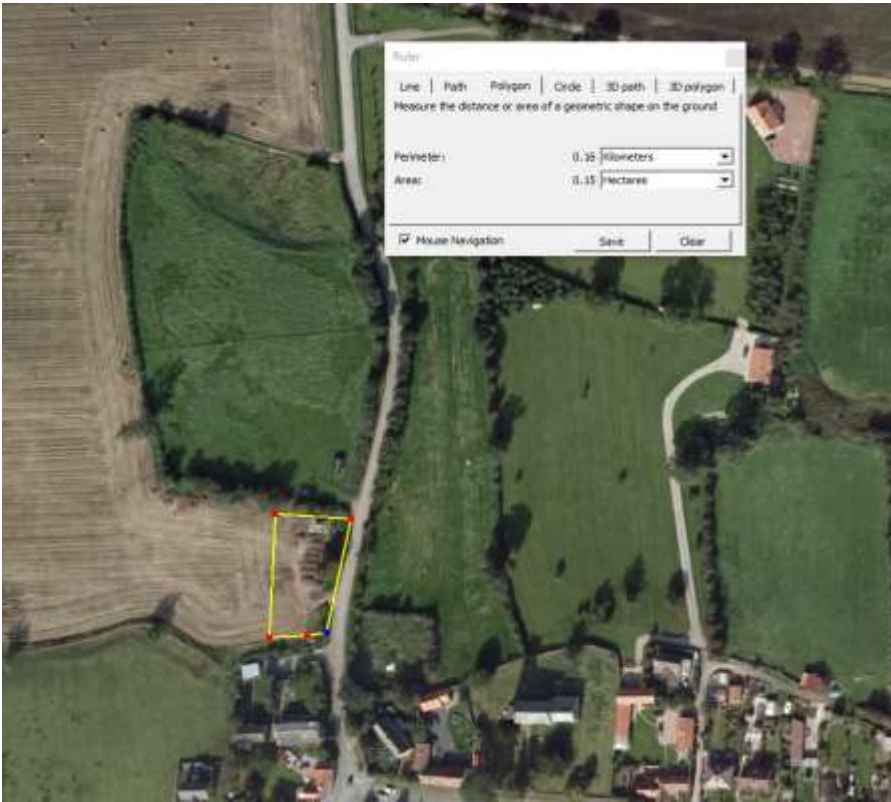 Ruler
Line Path Polygon Circle 3D path 3D polygon
Measure the distance or area of a geometric shape on the ground
Perimeter: 0.16 Kilometers
Area: 0.15 Hectares
Mouse Navigation Save Clear